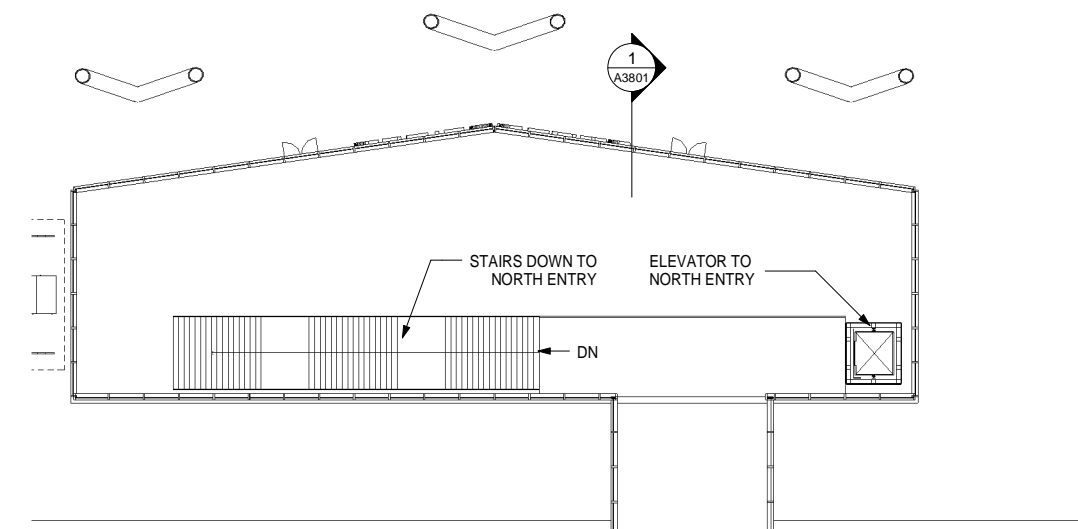 1
A3801
STAIRS DOWN TO
NORTH ENTRY
ELEVATOR TO
NORTH ENTRY
DN